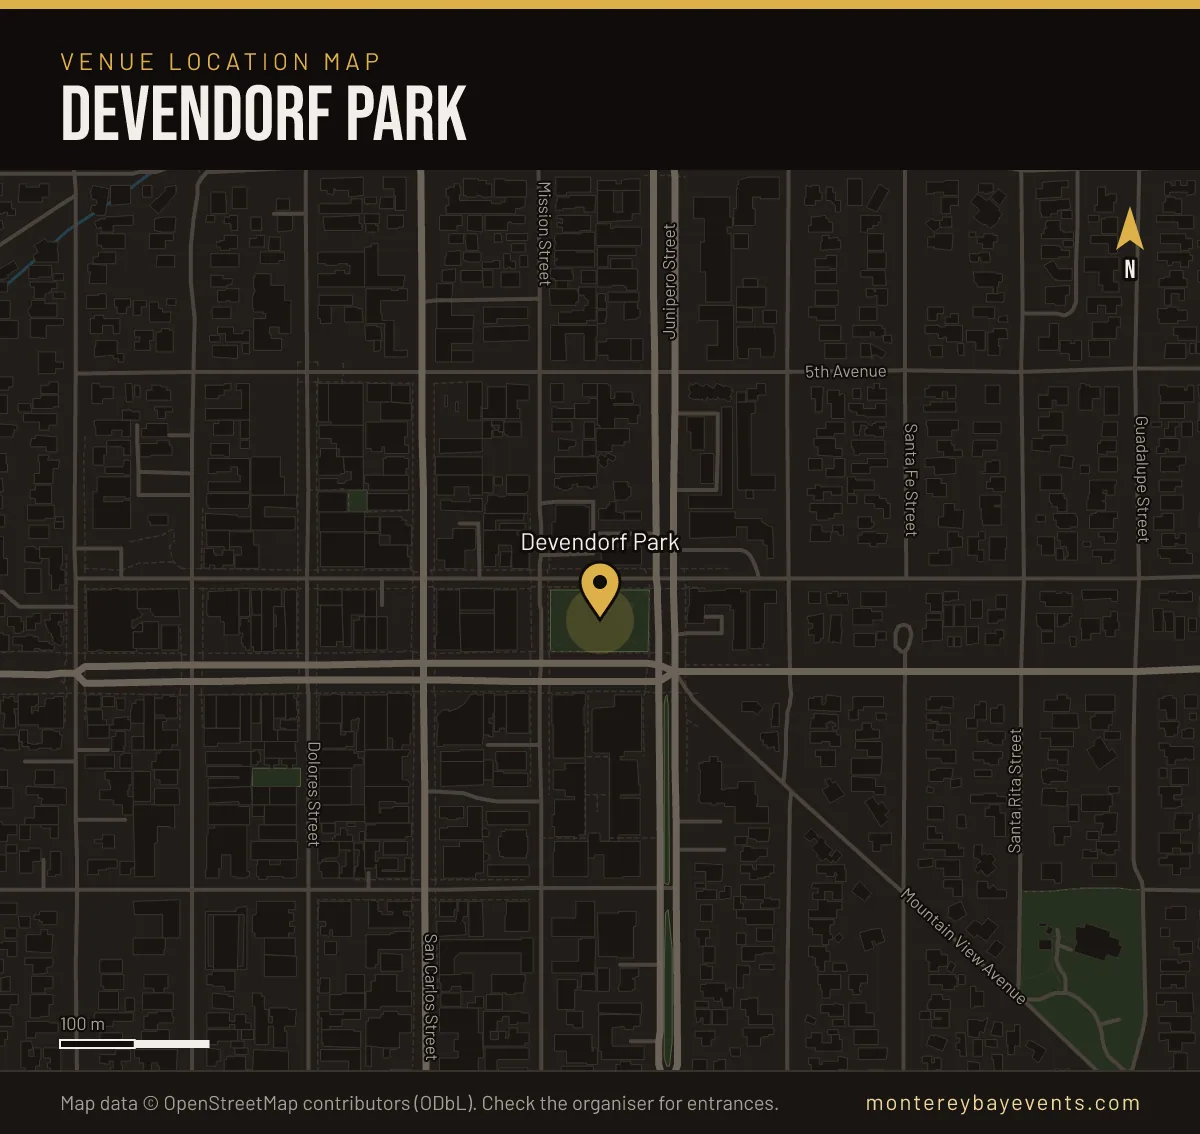 VENUE LOCATION MAP
DEVENDORF PARK
Mission Street
Junipero Street
N
5th Avenue
Santa Fe Street
Guadalupe Street
Devendorf Park
Dolores Street
Santa Rita Street
Mountain View Avenue
San Carlos Street
100 m
Map data © OpenStreetMap contributors (ODbL). Check the organiser for entrances.
montereybayevents.com